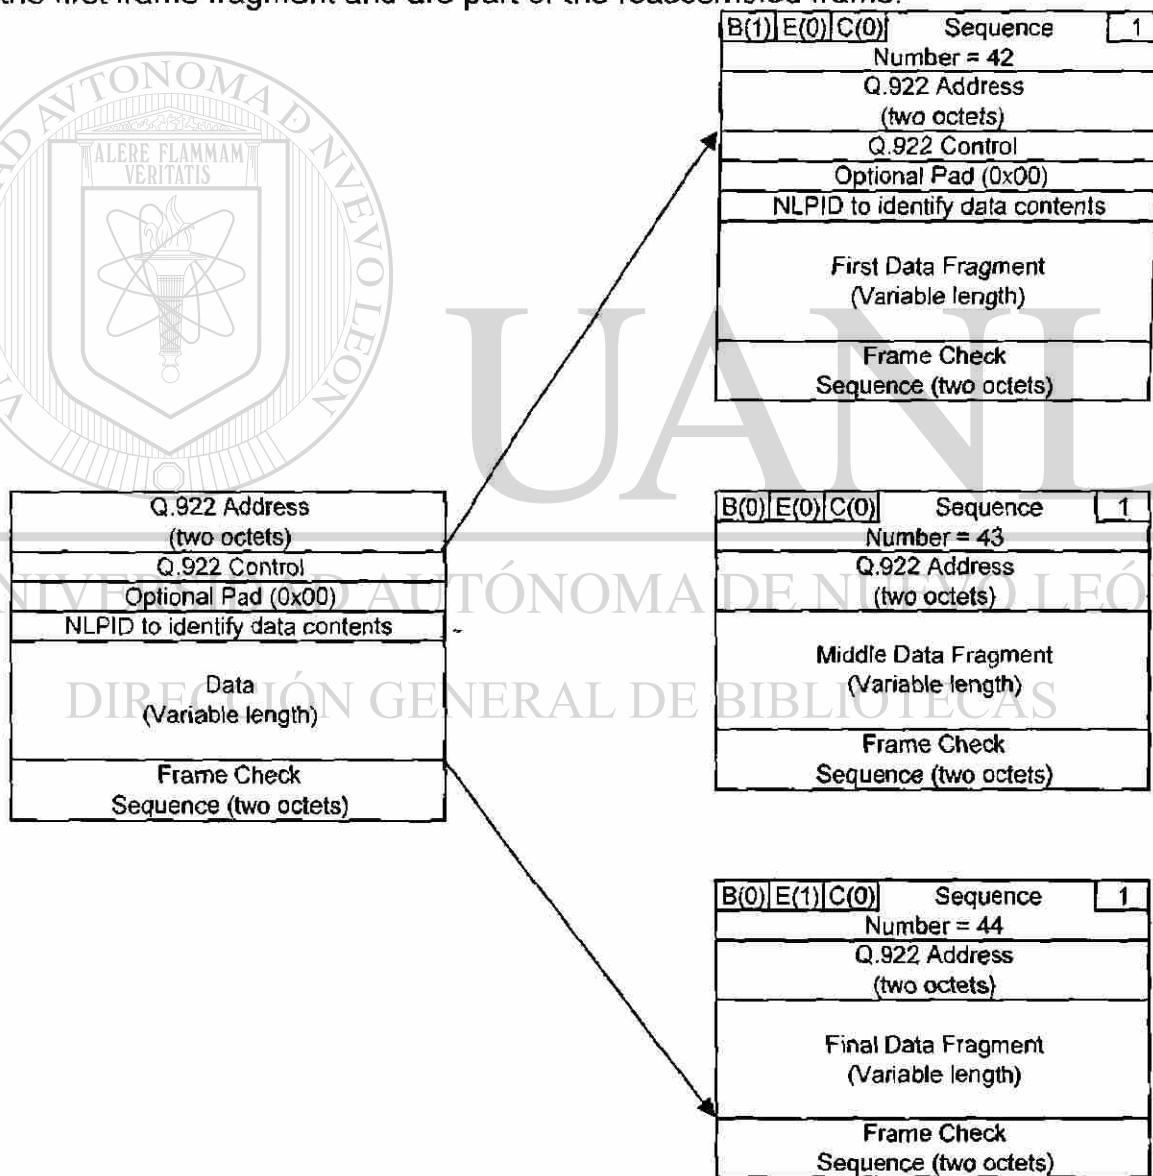 the first frame fragment and are part of the reassembled frame.
B(1) E(0) C(0) Sequence 1
Number = 42
Q.922 Address
(two octets)
Q.922 Control
Optional Pad (0x00)
NLPID to identify data contents
First Data Fragment
(Variable length)
Frame Check
Sequence (two octets)
Q.922 Address
(two octets)
Q.922 Control
Optional Pad (0x00)
NLPID to identify data contents
Data
(Variable length)
Frame Check
Sequence (two octets)
B(0) E(0) C(0) Sequence 1
Number = 43
Q.922 Address
(two octets)
Middle Data Fragment
(Variable length)
Frame Check
Sequence (two octets)
B(0) E(1) C(0) Sequence 1
Number = 44
Q.922 Address
(two octets)
Final Data Fragment
(Variable length)
Frame Check
Sequence (two octets)
AD AVTONOMA D NVEVO LEON
ALERE FLAMMAM
VERITATIS
UANL
NIVERSIDAD AUTÓNOMA DE NUEVO LEÓ
DIRECCIÓN GENERAL DE BIBLIOTECAS